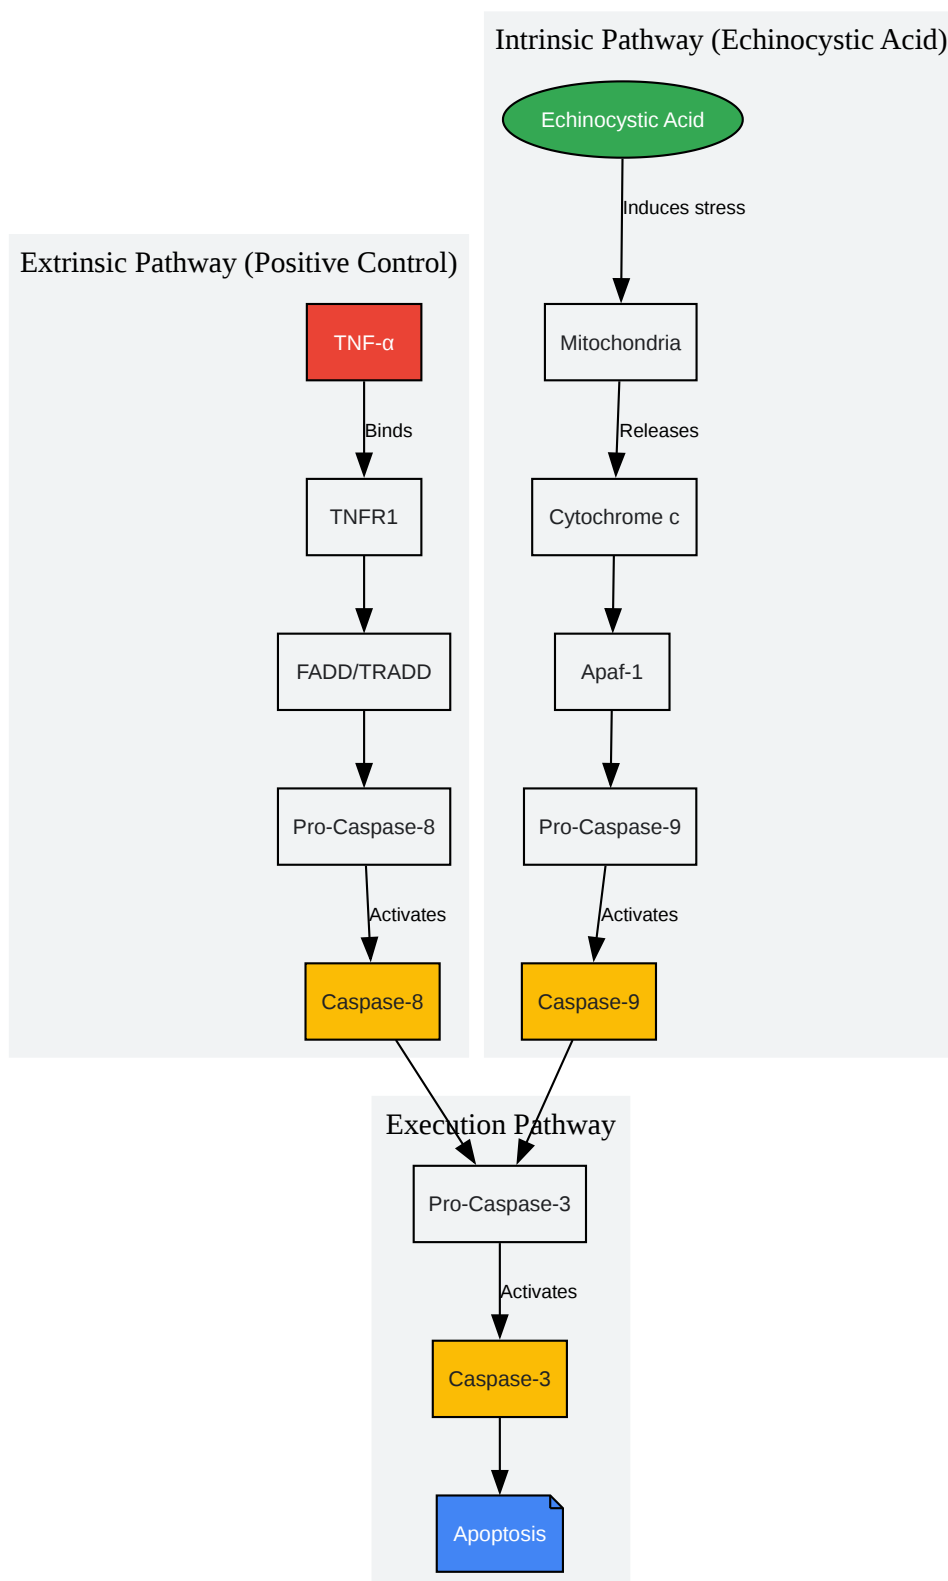 Intrinsic Pathway (Echinocystic Acid)
Echinocystic Acid
Induces stress
Extrinsic Pathway (Positive Control)
TNF-α
Mitochondria
Binds
Releases
TNFR1
Cytochrome c
FADD/TRADD
Apaf-1
Pro-Caspase-8
Pro-Caspase-9
Activates
Activates
Caspase-8
Caspase-9
Execution Pathway
Pro-Caspase-3
Activates
Caspase-3
Apoptosis